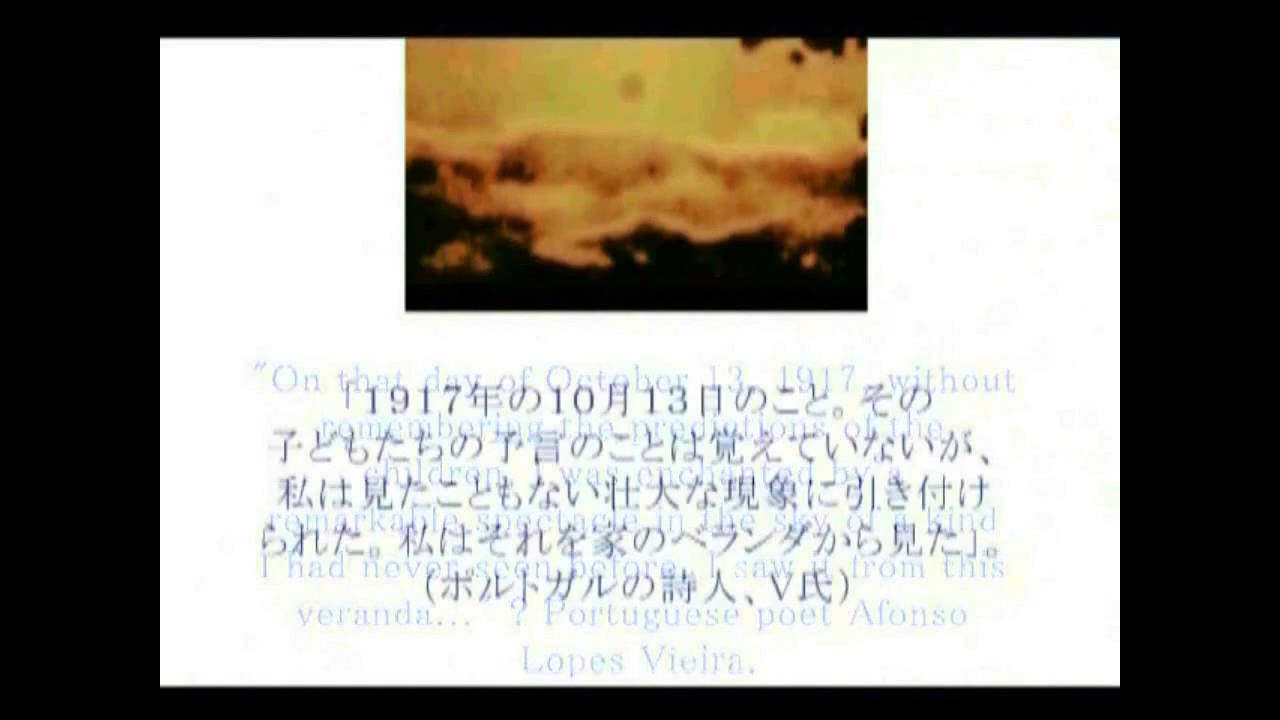 "On that day of October 13, 1917, without
「1917年の10月13日のこと。その
remembering the predictions of the
子どもたちの予言のことは覚えていないが、
children, I was enchanted by a
私は見たこともない壮大な現象に引き付け
remarkable spectacle in the sky of a kind
られた。私はそれを家のベランダから見た」。
I had never seen before. I saw it from this
(ポルトガルの詩人、V氏)
veranda... ? Portuguese poet Afonso
Lopes Vieira.